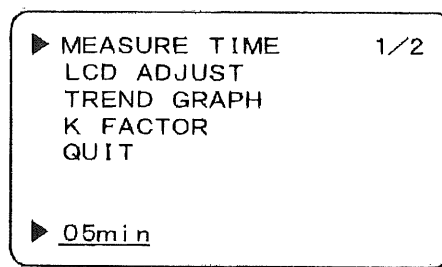 ▶ MEASURE TIME 1/2
LCD ADJUST
TREND GRAPH
K FACTOR
QUIT
▶ 05min